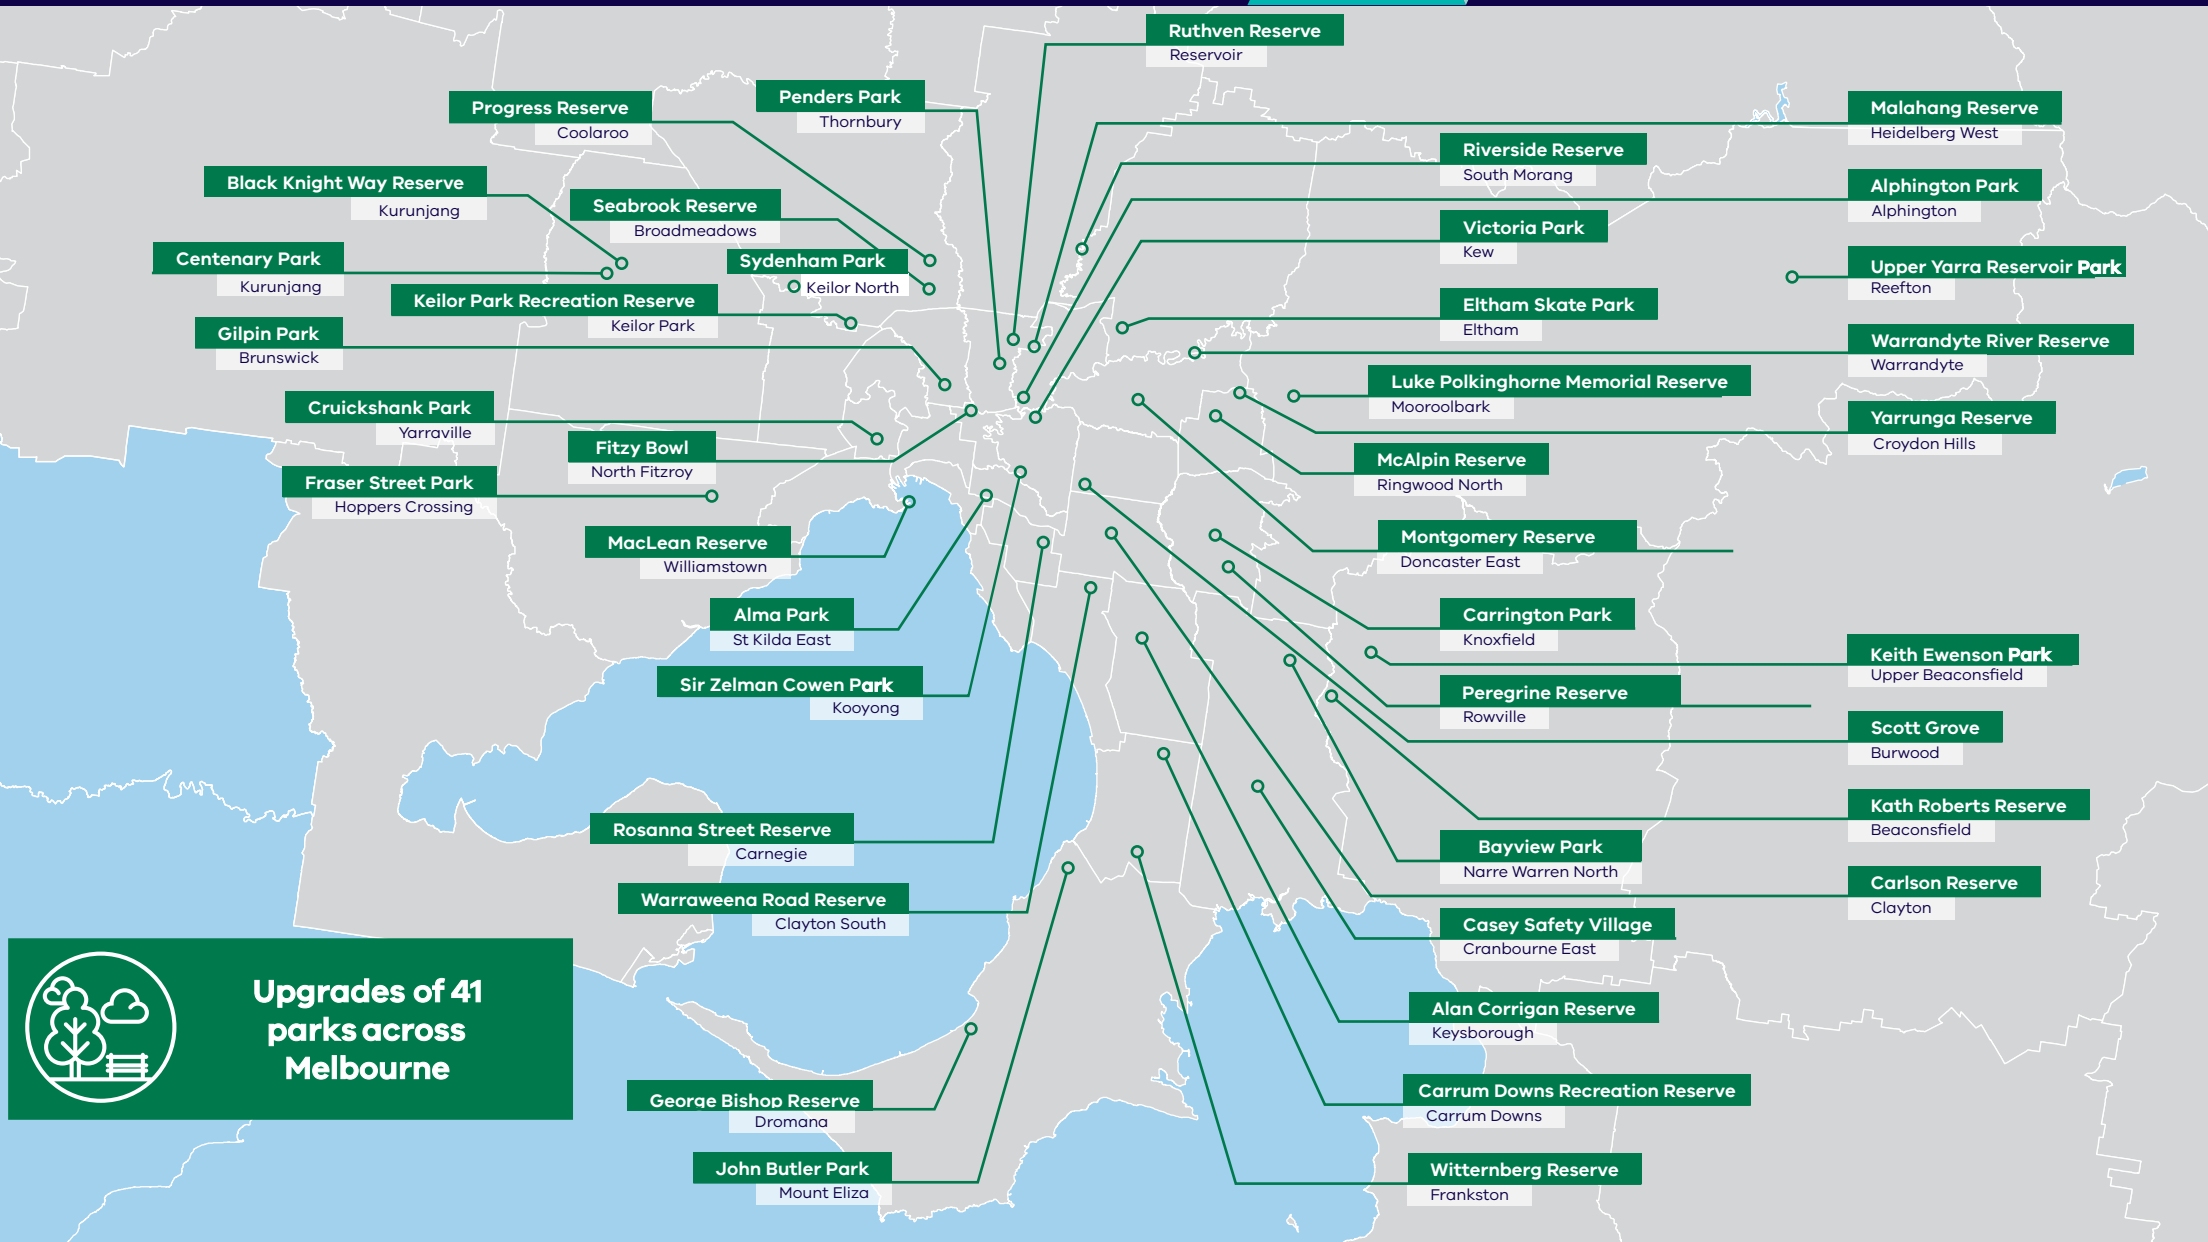 Ruthven Reserve
Reservoir
Penders Park
Thornbury
Progress Reserve
Coolaroo
Black Knight Way Reserve
Kurunjang
Seabrook Reserve
Broadmeadows
Centenary Park
Kurunjang
Sydenham Park
Keilor North
Keilor Park Recreation Reserve
Keilor Park
Gilpin Park
Brunswick
Cruickshank Park
Yarraville
Fitzy Bowl
North Fitzroy
Fraser Street Park
Hoppers Crossing
MacLean Reserve
Williamstown
Alma Park
St Kilda East
Sir Zelman Cowen Park
Kooyong
Rosanna Street Reserve
Carnegie
Warraweena Road Reserve
Clayton South
George Bishop Reserve
Dromana
John Butler Park
Mount Eliza
Malahang Reserve
Heidelberg West
Riverside Reserve
South Morang
Alphington Park
Alphington
Victoria Park
Kew
Upper Yarra Reservoir Park
Reefton
Eltham Skate Park
Eltham
Warrandyte River Reserve
Warrandyte
Luke Polkinghorne Memorial Reserve
Mooroolbark
Yarrunga Reserve
Croydon Hills
McAlpin Reserve
Ringwood North
Montgomery Reserve
Doncaster East
Carrington Park
Knoxfield
Keith Ewenson Park
Upper Beaconsfield
Peregrine Reserve
Rowville
Scott Grove
Burwood
Kath Roberts Reserve
Beaconsfield
Bayview Park
Narre Warren North
Carlson Reserve
Clayton
Casey Safety Village
Cranbourne East
Alan Corrigan Reserve
Keysborough
Carrum Downs Recreation Reserve
Carrum Downs
Witternberg Reserve
Frankston
Upgrades of 41
parks across
Melbourne